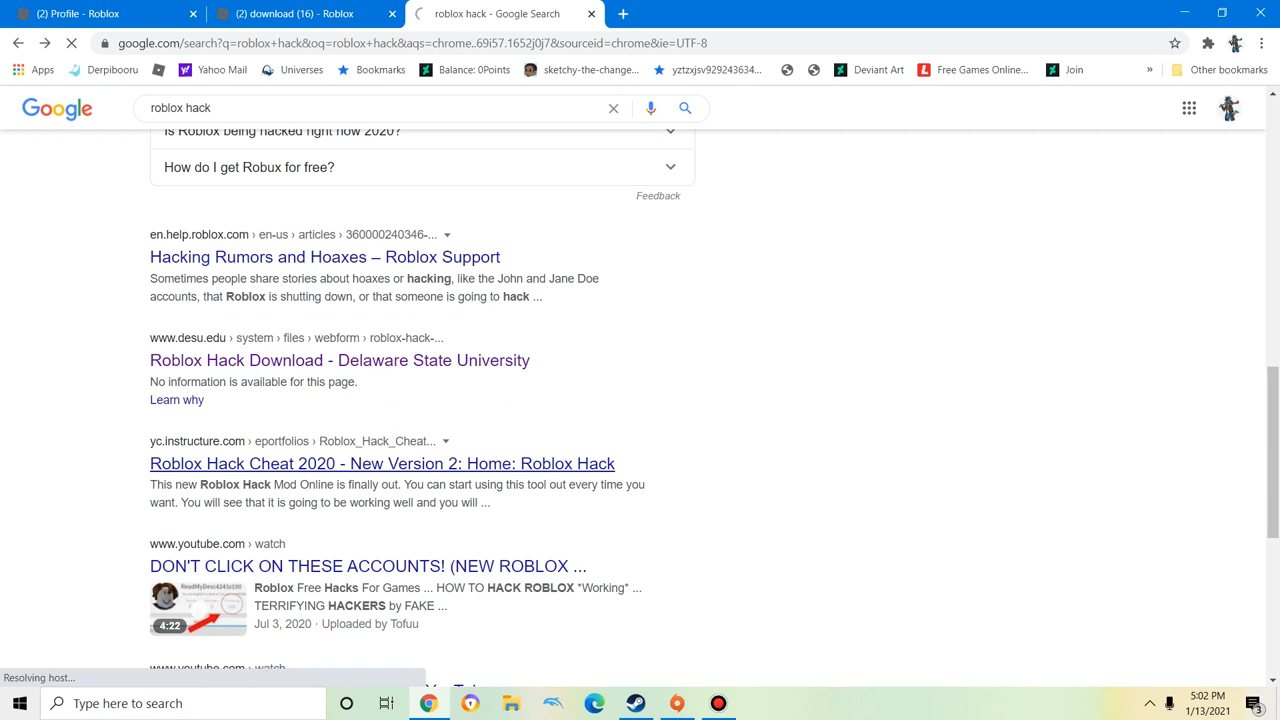 (2) Profile - Roblox
(2) download (16) - Roblox
roblox hack - Google Search
google.com/search?q=roblox+hack&oq=roblox+hack&aqs=chrome..69i57.1652j0j7&sourceid=chrome&ie=UTF-8
Apps
Derpibooru
Yahoo Mail
Universes
Bookmarks
Balance: 0Points
sketchy-the-change...
yztzxjsv929243634...
Deviant Art
Free Games Online...
Join
»
Other bookmarks
Google
roblox hack
Is Roblox being hacked right now 2020?
How do I get Robux for free?
Feedback
en.help.roblox.com › en-us › articles › 360000240346-...
Hacking Rumors and Hoaxes – Roblox Support
Sometimes people share stories about hoaxes or hacking, like the John and Jane Doe
accounts, that Roblox is shutting down, or that someone is going to hack ...
www.desu.edu › system › files › webform › roblox-hack-...
Roblox Hack Download - Delaware State University
No information is available for this page.
Learn why
yc.instructure.com › eportfolios › Roblox_Hack_Cheat...
Roblox Hack Cheat 2020 - New Version 2: Home: Roblox Hack
This new Roblox Hack Mod Online is finally out. You can start using this tool out every time you
want. You will see that it is going to be working well and you will ...
www.youtube.com › watch
DON'T CLICK ON THESE ACCOUNTS! (NEW ROBLOX ...
ReadMyDesc4243u190
4:22
Roblox Free Hacks For Games ... HOW TO HACK ROBLOX *Working* ...
TERRIFYING HACKERS by FAKE ...
Jul 3, 2020 · Uploaded by Tofuu
www.youtube.com › watch
Resolving host...
Type here to search
5:02 PM
1/13/2021
3